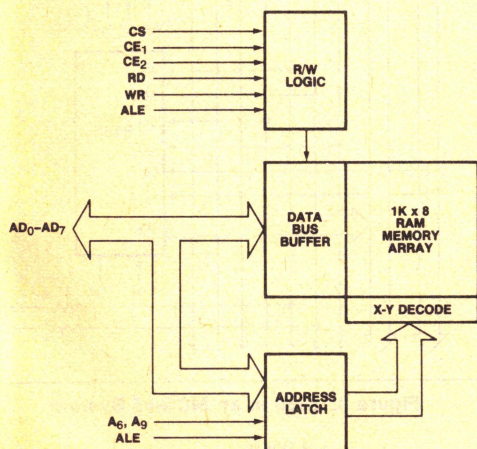 CS
CE1
CE2
RD
WR
ALE
R/W
LOGIC
AD0–AD7
DATA
BUS
BUFFER
1K x 8
RAM
MEMORY
ARRAY
X-Y DECODE
ADDRESS
LATCH
A6, A9
ALE